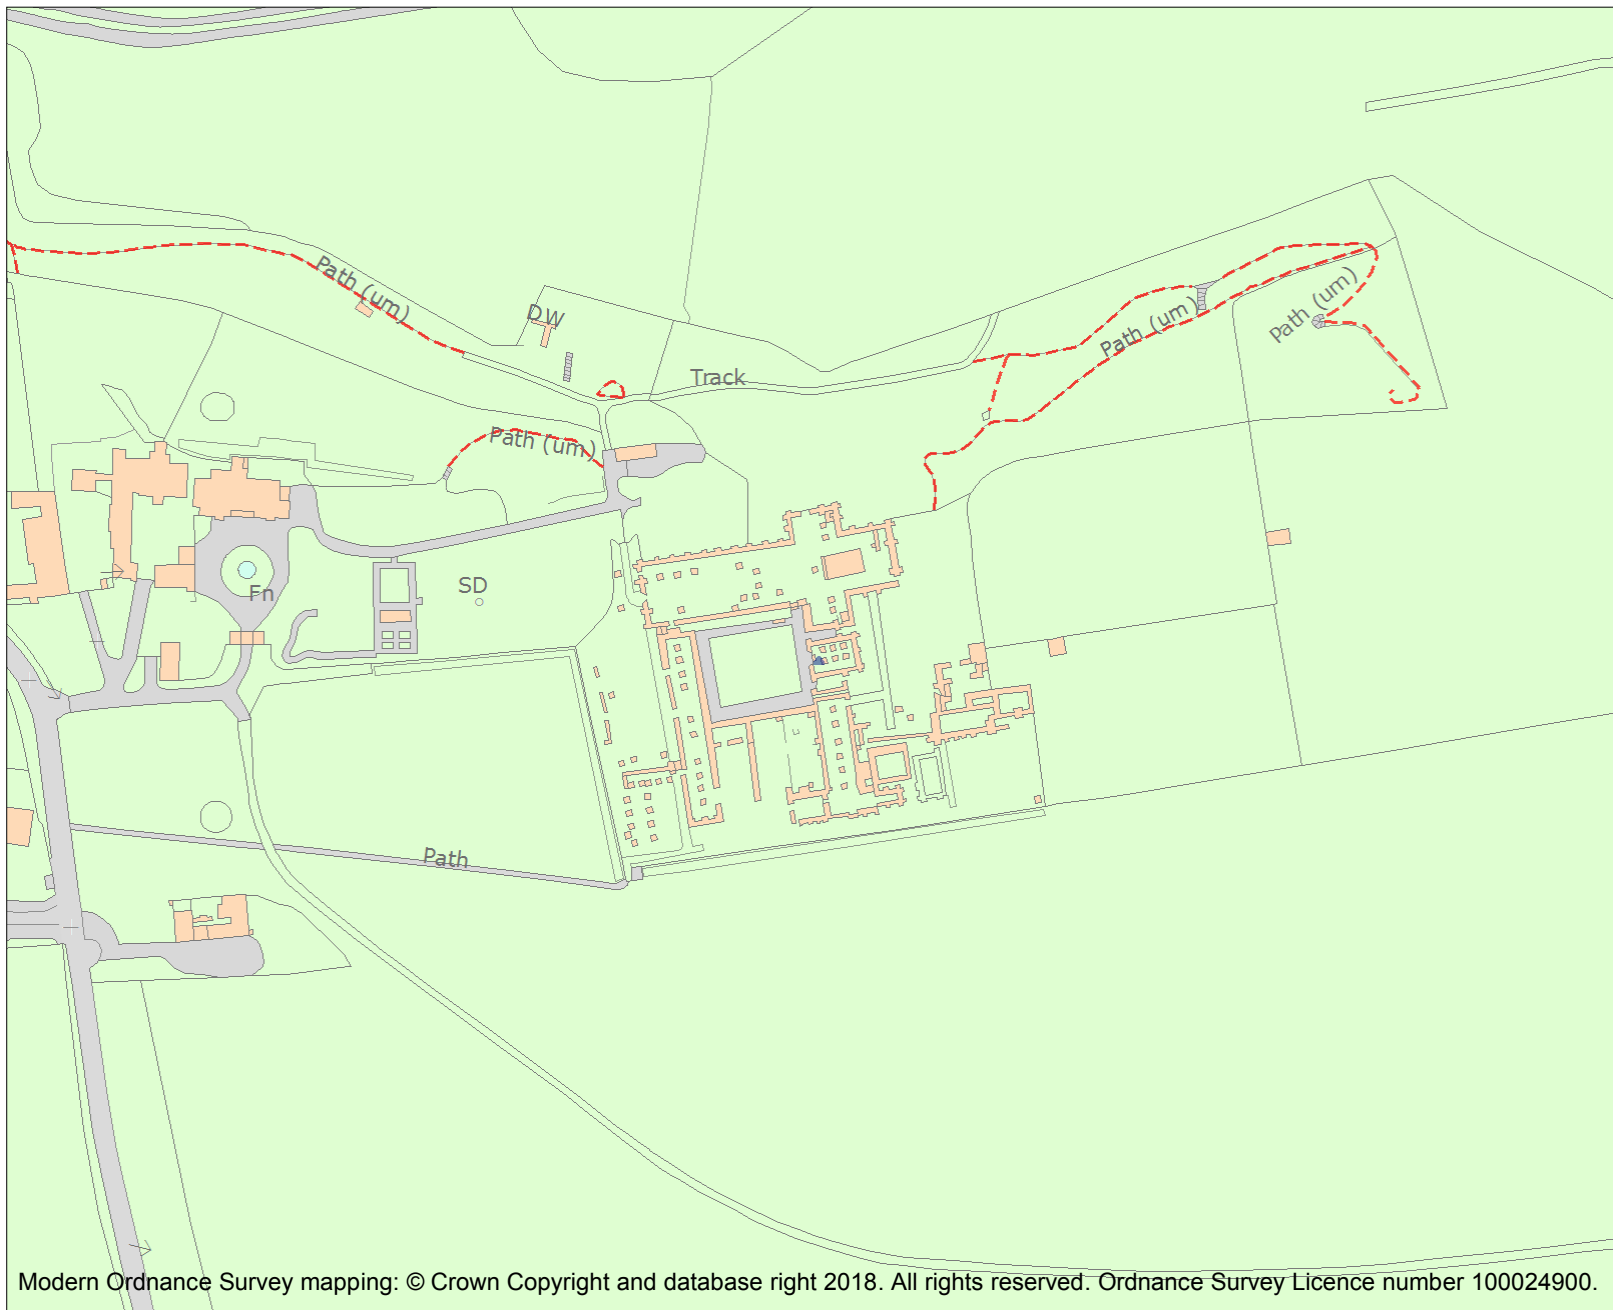 Path (um)
DW
Path (um)
Path (um)
Track
Path (um)
SD
Fn
Path
Modern Ordnance Survey mapping: © Crown Copyright and database right 2018. All rights reserved. Ordnance Survey Licence number 100024900.